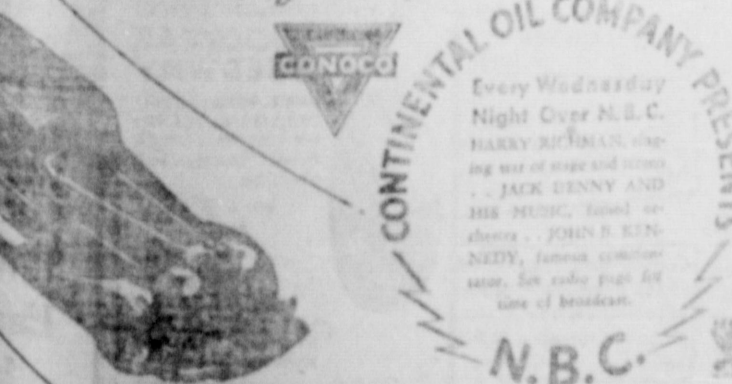 CONOCO
CONTINENTAL OIL COMPANY PRESENTS
Every Wednesday
Night Over N.B.C.
HARRY RICHMAN, sing-
ing star of stage and screen
. . JACK DENNY AND
HIS MUSIC, famed or-
chestra . . JOHN B. KEN-
NEDY, famous commen-
tator. See radio page for
time of broadcast.
N.B.C.